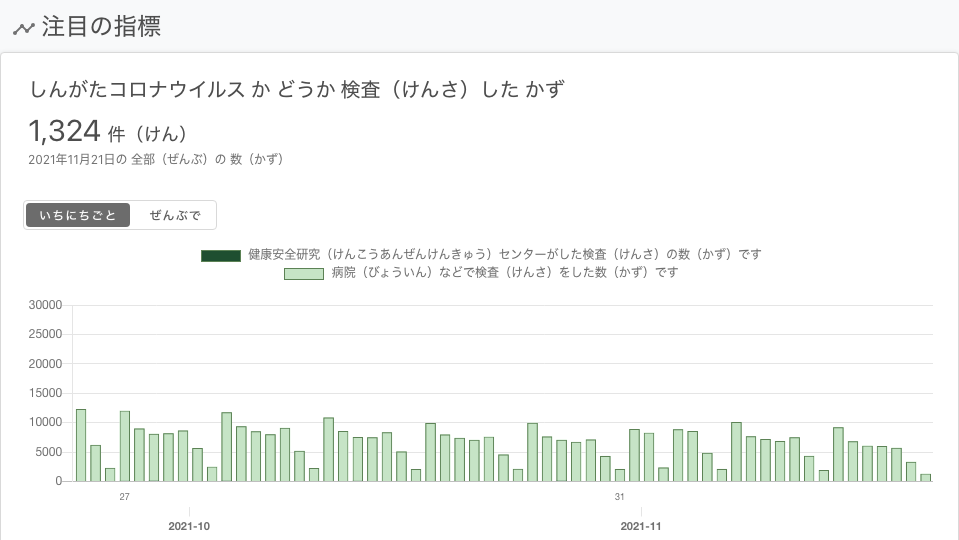 注目の指標
しんがたコロナウイルス か どうか 検査（けんさ）した かず
1,324 件（けん）
2021年11月21日の 全部（ぜんぶ）の 数（かず）
いちにちごと ぜんぶで
健康安全研究（けんこうあんぜんけんきゅう）センターがした検査（けんさ）の数（かず）です
病院（びょういん）などで検査（けんさ）をした数（かず）です
30000
25000
20000
15000
10000
5000
0
27 31
2021-10 2021-11